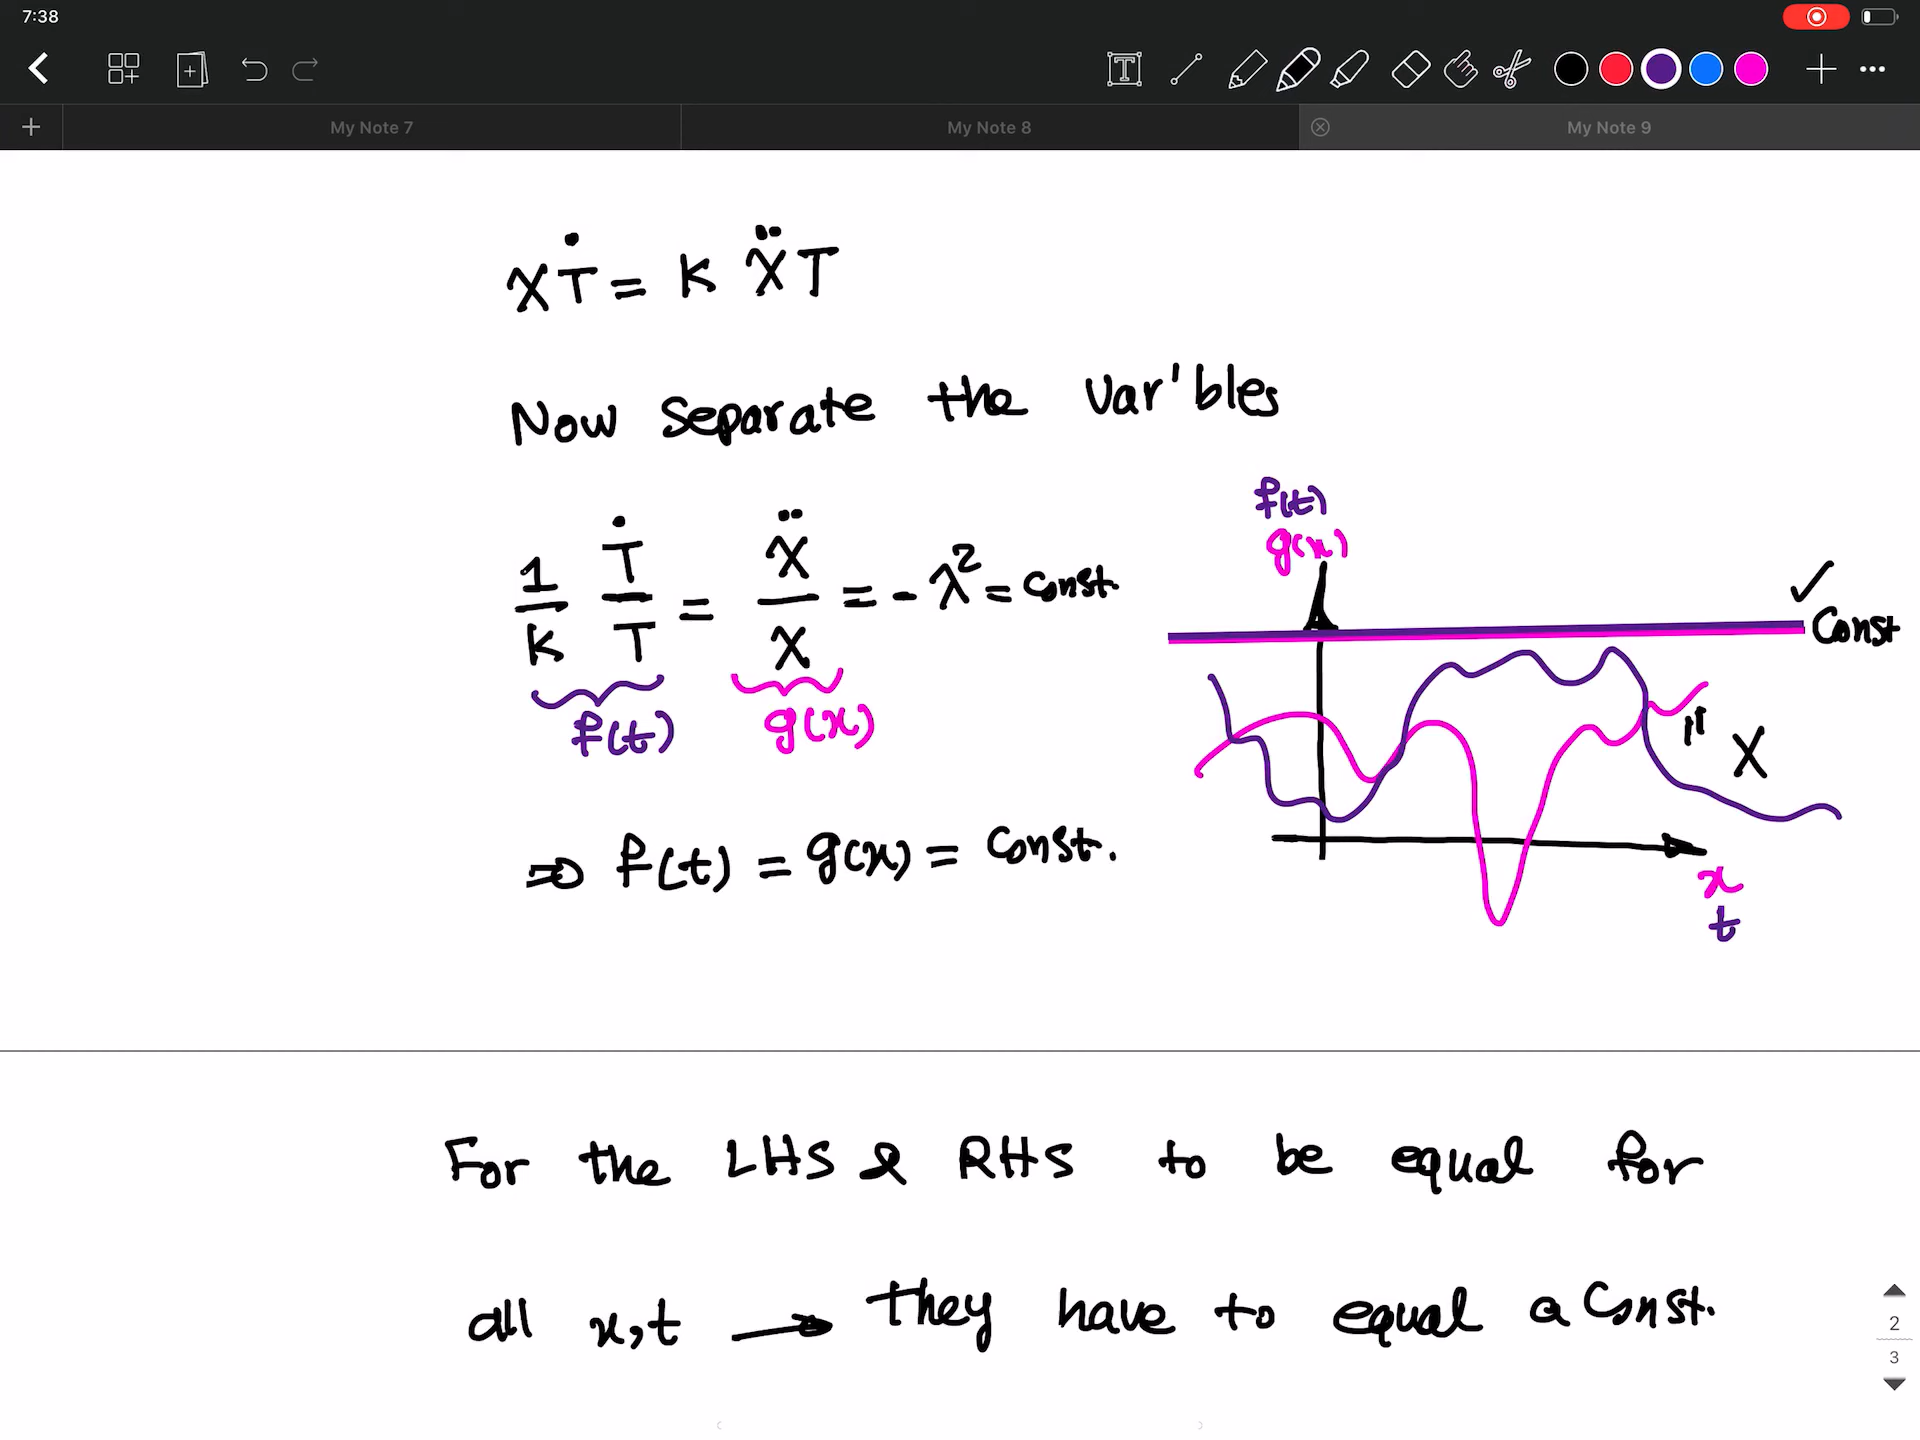 7:38
My Note 7
My Note 8
My Note 9
XṪ = K ẌT
Now separate the var'bles
1/K Ṫ/T = Ẍ/X = -λ² = const.
f(t) g(x)
⇒ f(t) = g(x) = const.
f(t)
g(x)
✓
Const
X
x
t
For the LHS & RHS to be equal for
all x,t → they have to equal a const.
2
3